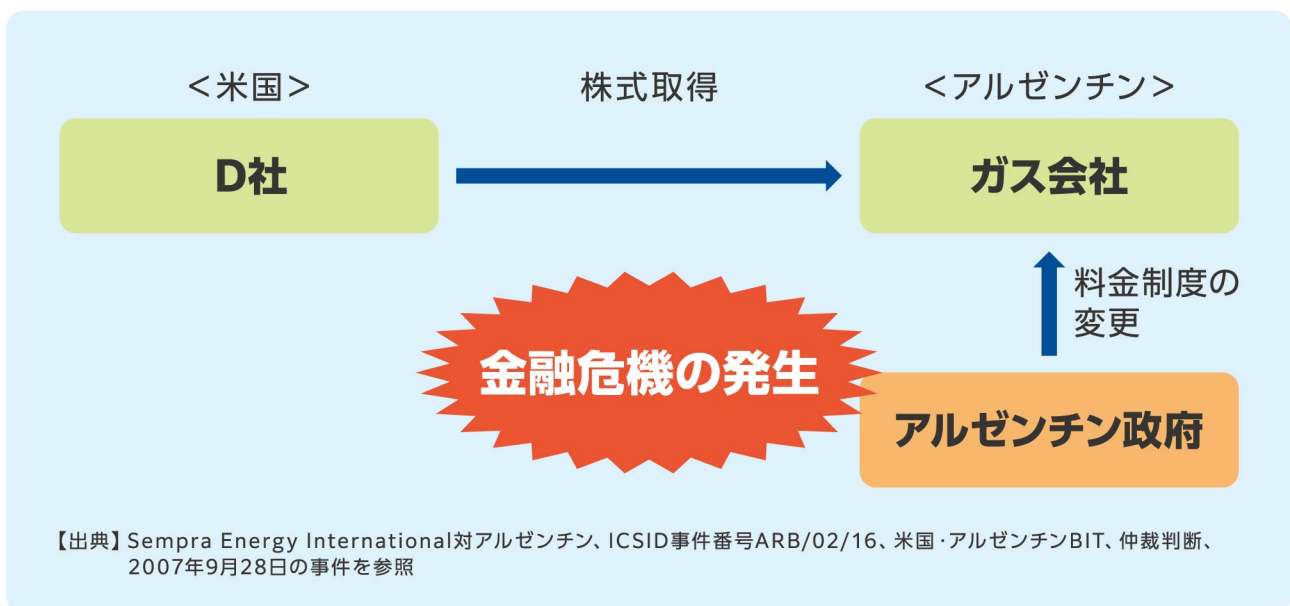 <米国>
株式取得
<アルゼンチン>
D社
ガス会社
料金制度の
変更
金融危機の発生
アルゼンチン政府
【出典】Sempra Energy International対アルゼンチン、ICSID事件番号ARB/02/16、米国・アルゼンチンBIT、仲裁判断、
2007年9月28日の事件を参照